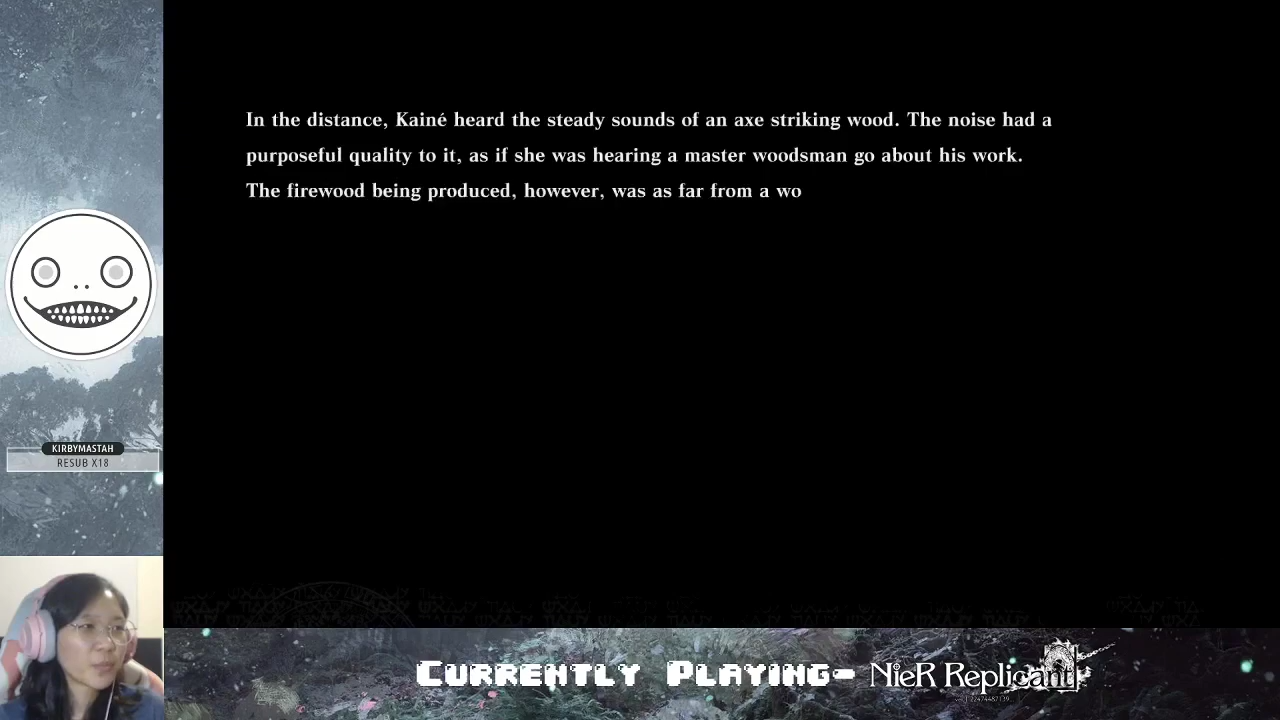 In the distance, Kainé heard the steady sounds of an axe striking wood. The noise had a
purposeful quality to it, as if she was hearing a master woodsman go about his work.
The firewood being produced, however, was as far from a wo
KIRBYMASTAH
RESUB X18
CURRENTLY PLAYING- NieR Replicant